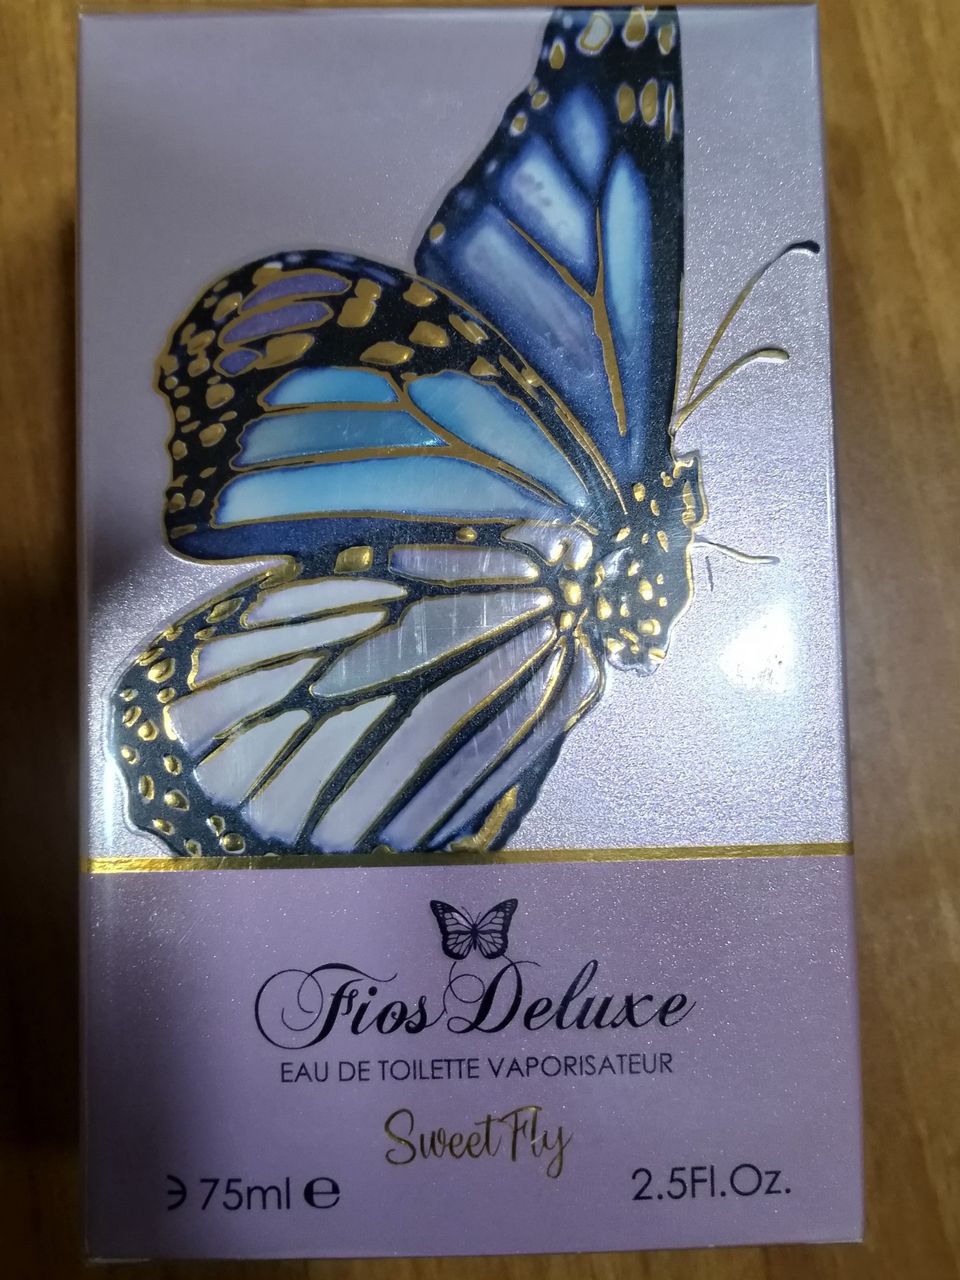 Fios Deluxe
EAU DE TOILETTE VAPORISATEUR
Sweet Fly
϶ 75ml ℮ 2.5Fl.Oz.